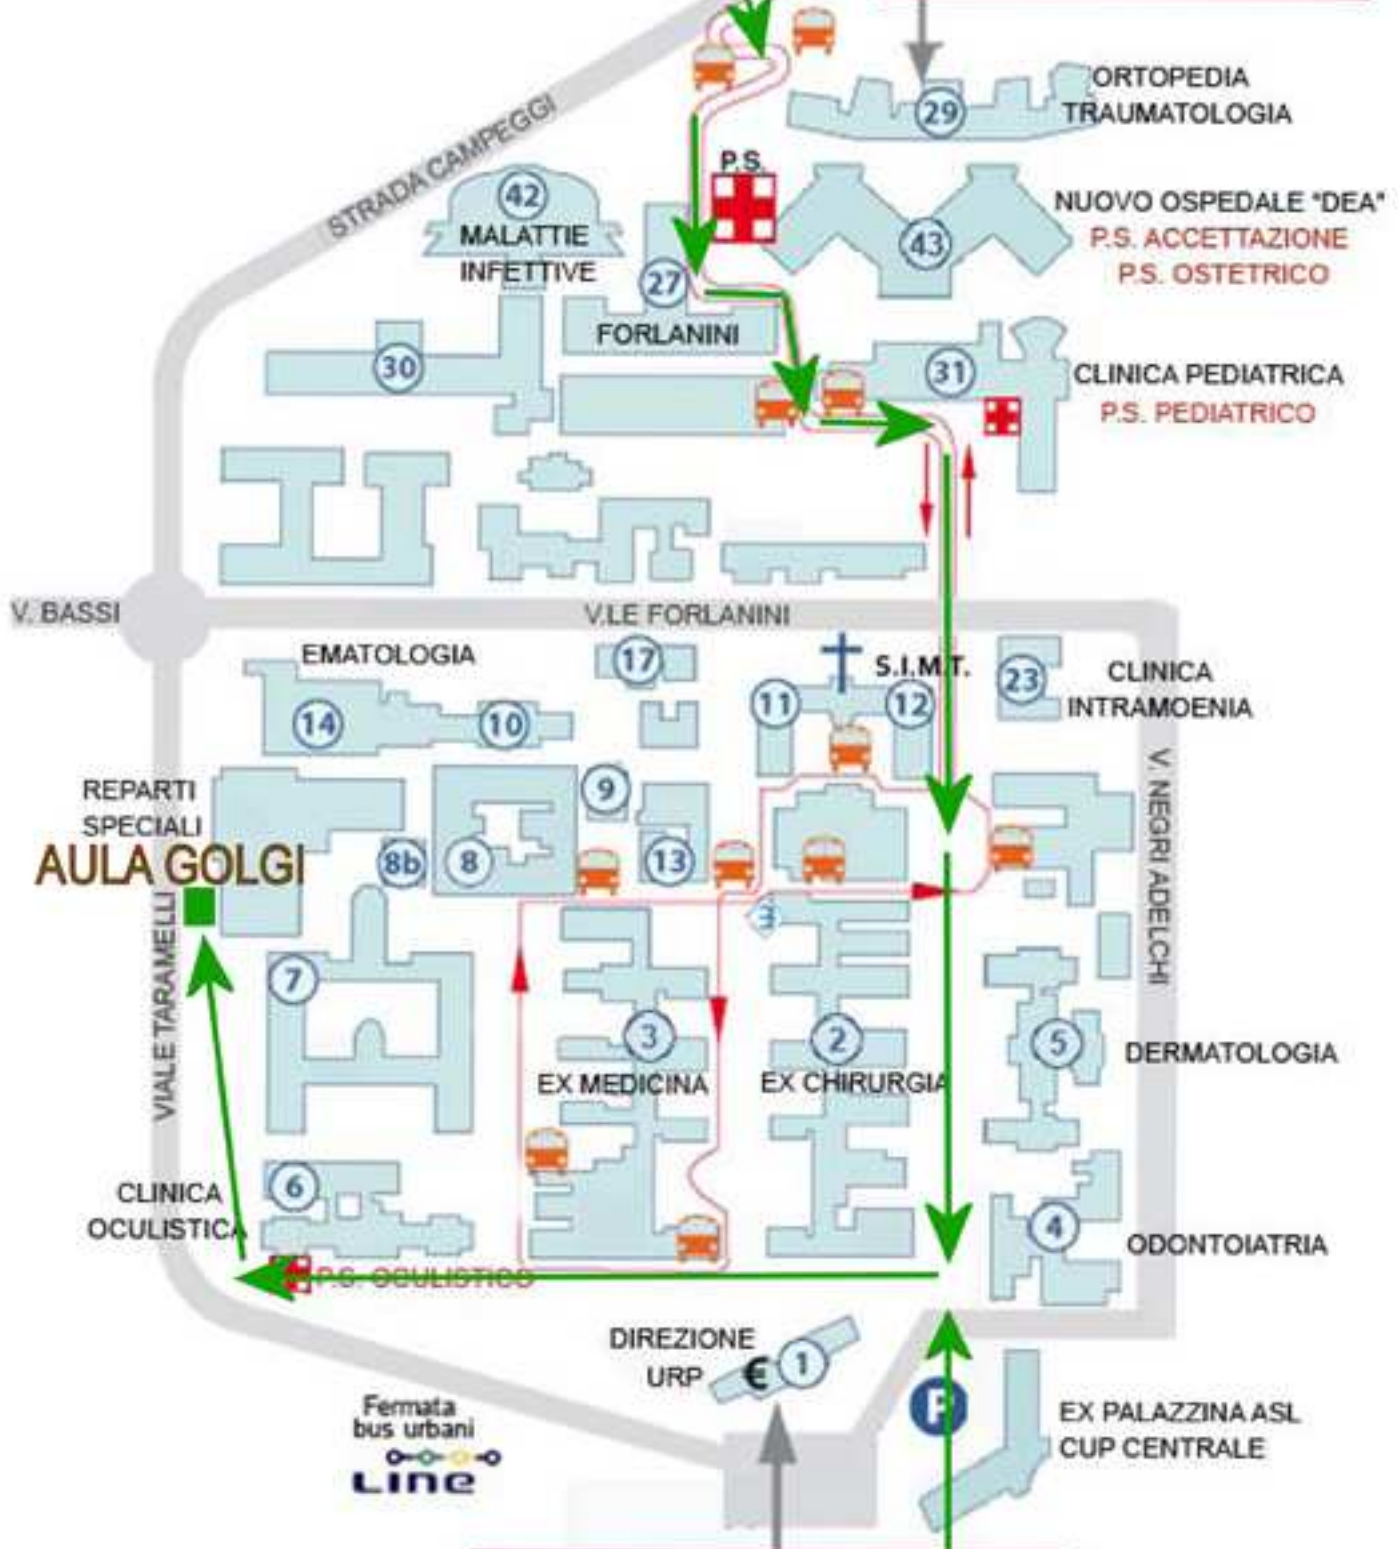 29
ORTOPEDIA
TRAUMATOLOGIA
STRADA CAMPEGGI
P.S.
42
MALATTIE
INFETTIVE
NUOVO OSPEDALE "DEA"
P.S. ACCETTAZIONE
P.S. OSTETRICO
43
27
FORLANINI
30
31
CLINICA PEDIATRICA
P.S. PEDIATRICO
V. BASSI
V.LE FORLANINI
EMATOLOGIA
17
S.I.M.T.
23
CLINICA
INTRAMOENIA
14
10
11
12
REPARTI
SPECIALI
AULA GOLGI
9
8b
8
13
V. NEGRI ADELCHI
VIALE TARAMELLI
7
3
2
5
DERMATOLOGIA
EX MEDICINA
EX CHIRURGIA
6
CLINICA
OCULISTICA
4
ODONTOIATRIA
P.S. OCULISTICO
DIREZIONE
URP
€
1
P
Fermata
bus urbani
LINe
EX PALAZZINA ASL
CUP CENTRALE